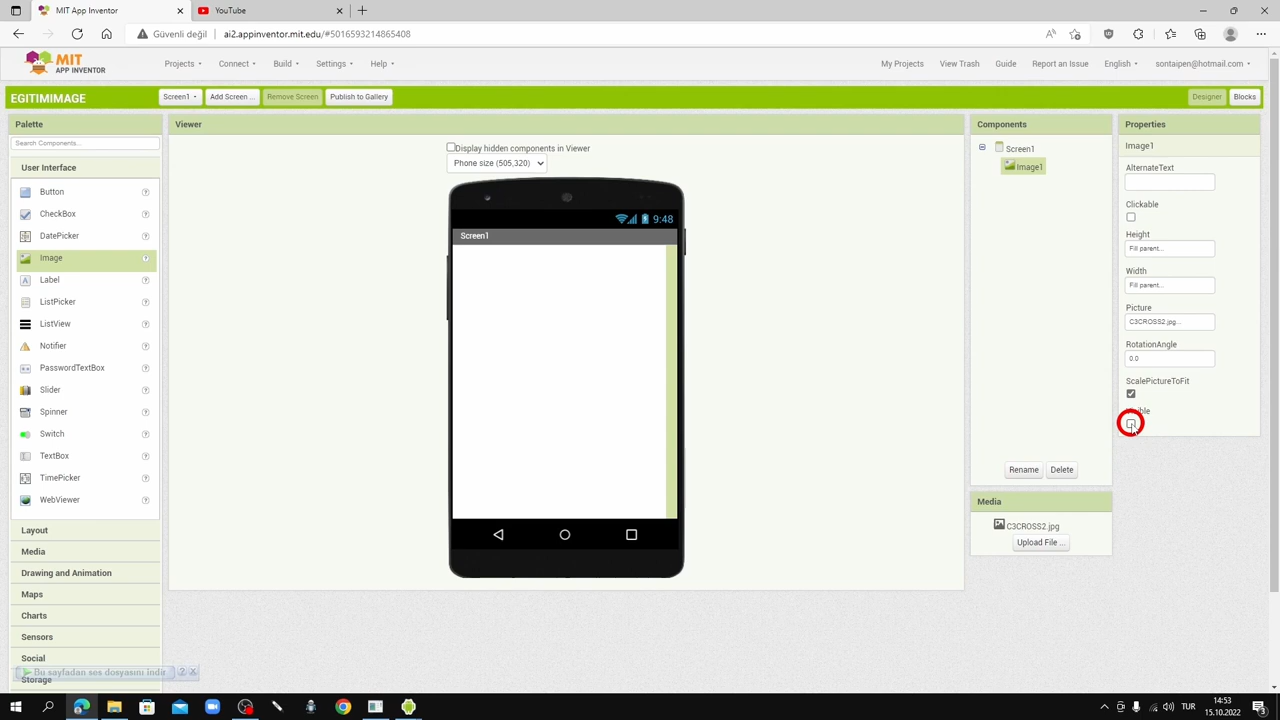 MIT App Inventor
YouTube
Güvenli değil
ai2.appinventor.mit.edu/#5016593214865408
MIT
APP INVENTOR
Projects
Connect
Build
Settings
Help
My Projects
View Trash
Guide
Report an Issue
English
sontaipen@hotmail.com
EGITIMIMAGE
Screen1
Add Screen ...
Remove Screen
Publish to Gallery
Designer
Blocks
Palette
Search Components...
User Interface
Button
CheckBox
DatePicker
Image
Label
ListPicker
ListView
Notifier
PasswordTextBox
Slider
Spinner
Switch
TextBox
TimePicker
WebViewer
Layout
Media
Drawing and Animation
Maps
Charts
Sensors
Social
Storage
Bu sayfadan ses dosyasını indir
Viewer
Display hidden components in Viewer
Phone size (505,320)
9:48
Screen1
Components
Screen1
Image1
Rename
Delete
Media
C3CROSS2.jpg
Upload File ...
Properties
Image1
AlternateText
Clickable
Height
Fill parent...
Width
Fill parent...
Picture
C3CROSS2.jpg...
RotationAngle
0.0
ScalePictureToFit
TUR
14:53
15.10.2022